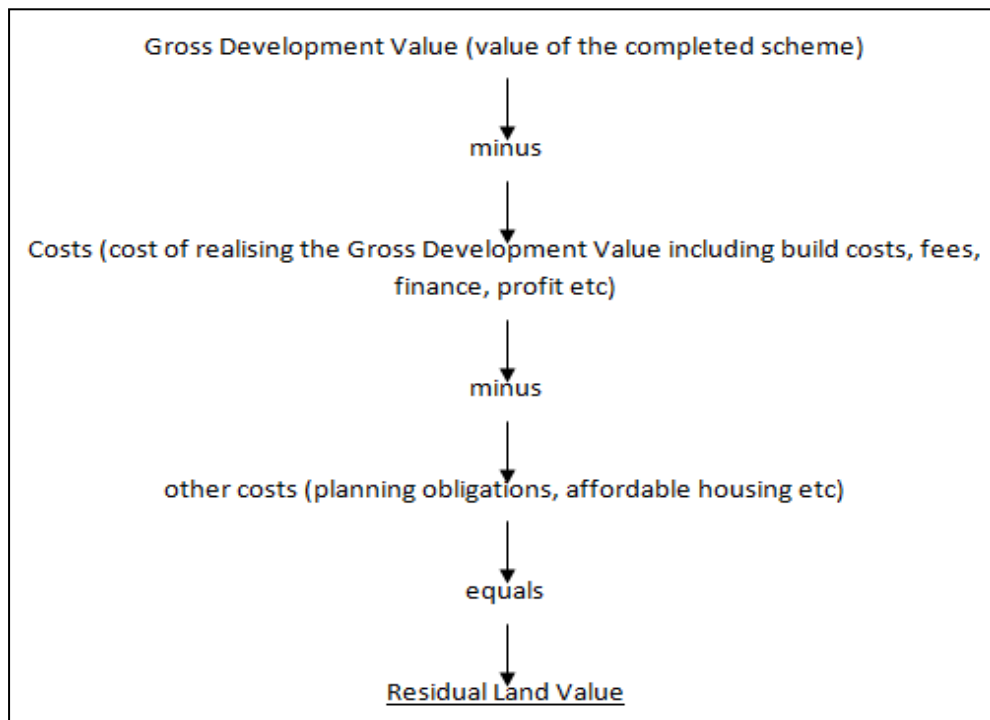 Gross Development Value (value of the completed scheme)
minus
Costs (cost of realising the Gross Development Value including build costs, fees,
finance, profit etc)
minus
other costs (planning obligations, affordable housing etc)
equals
Residual Land Value